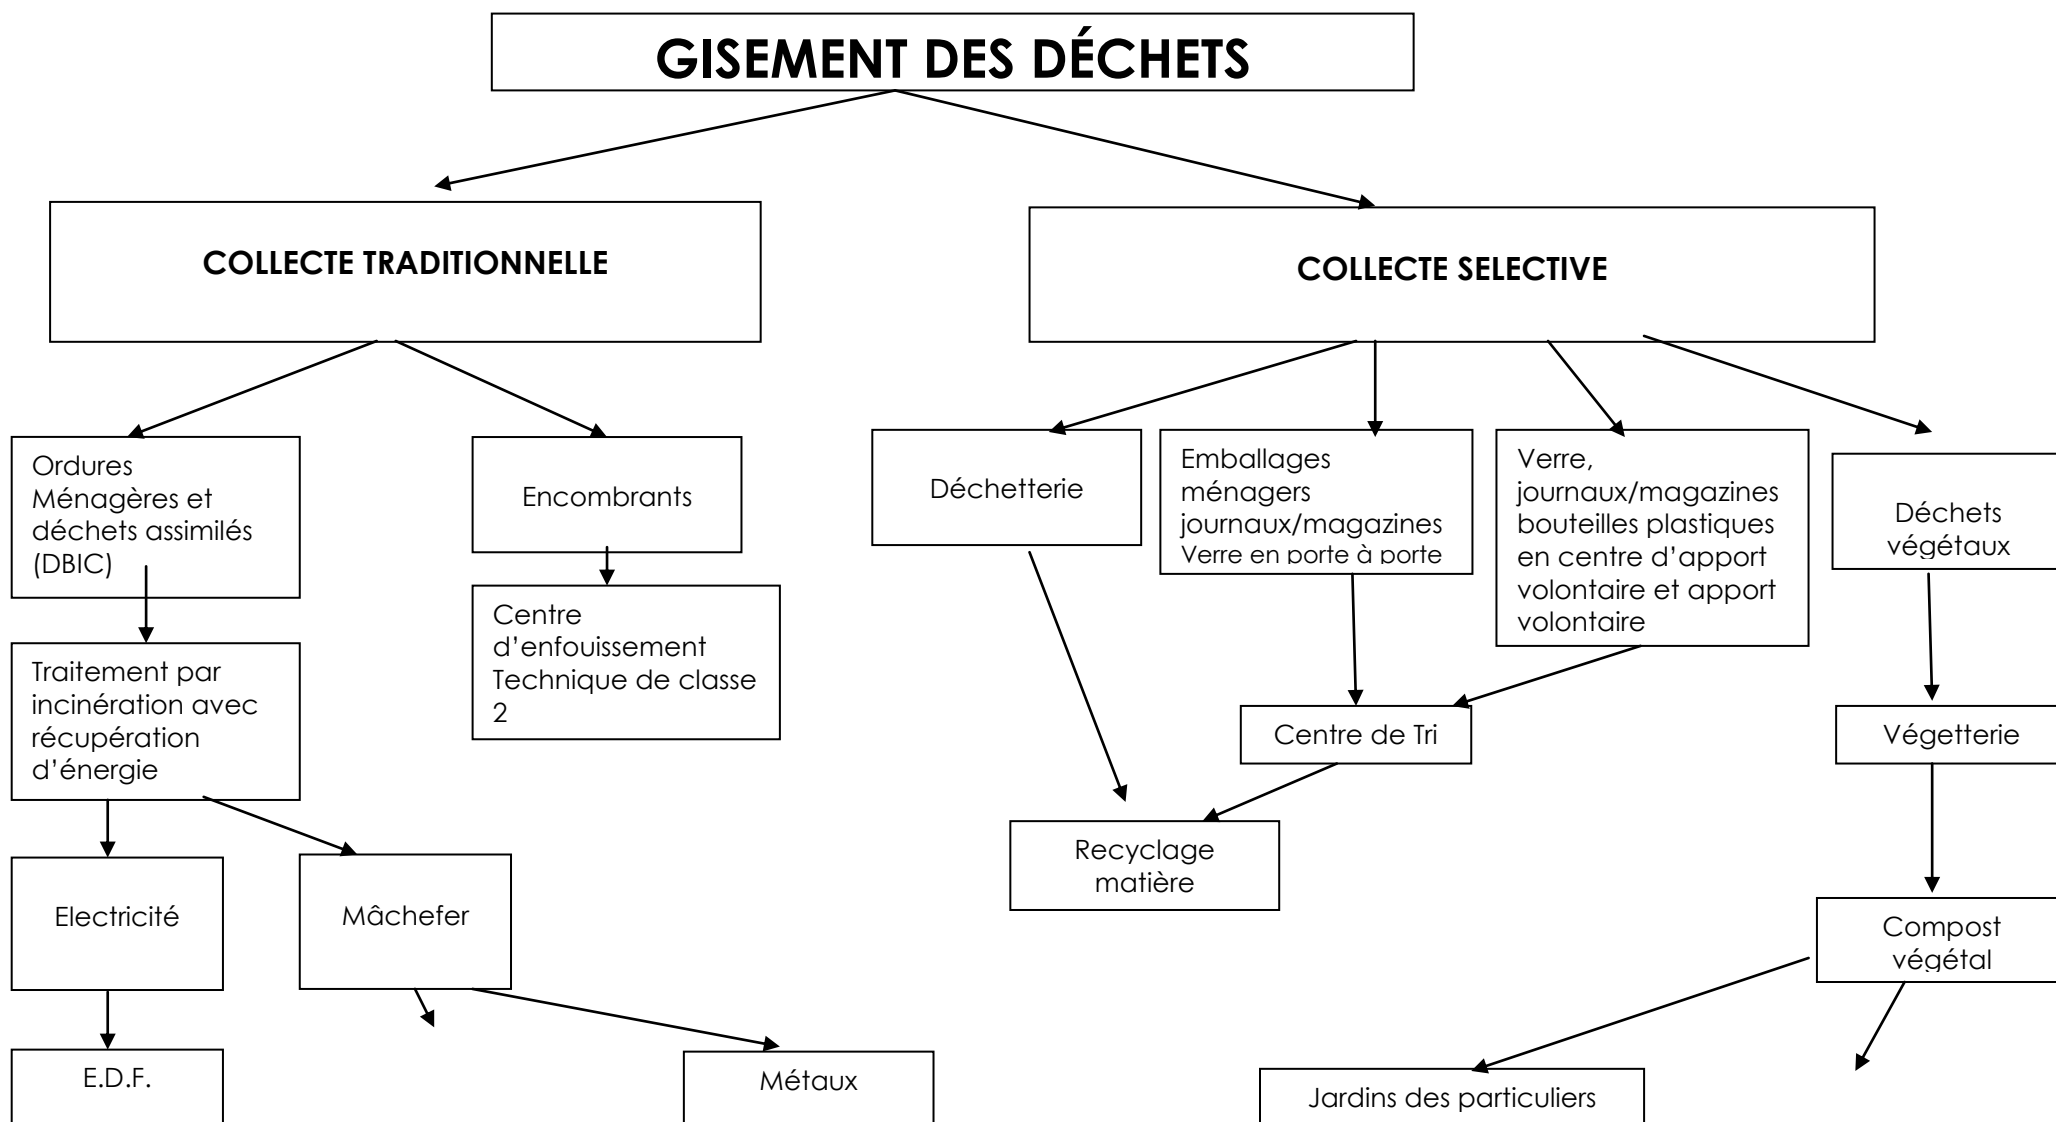 GISEMENT DES DÉCHETS
COLLECTE TRADITIONNELLE
COLLECTE SELECTIVE
Ordures
Ménagères et
déchets assimilés
(DBIC)
Encombrants
Déchetterie
Emballages
ménagers
journaux/magazines
Verre en porte à porte
Verre,
journaux/magazines
bouteilles plastiques
en centre d’apport
volontaire et apport
volontaire
Déchets
végétaux
Centre
d’enfouissement
Technique de classe
2
Traitement par
incinération avec
récupération
d’énergie
Centre de Tri
Végetterie
Recyclage
matière
Electricité
Mâchefer
Compost
végétal
E.D.F.
Métaux
Jardins des particuliers